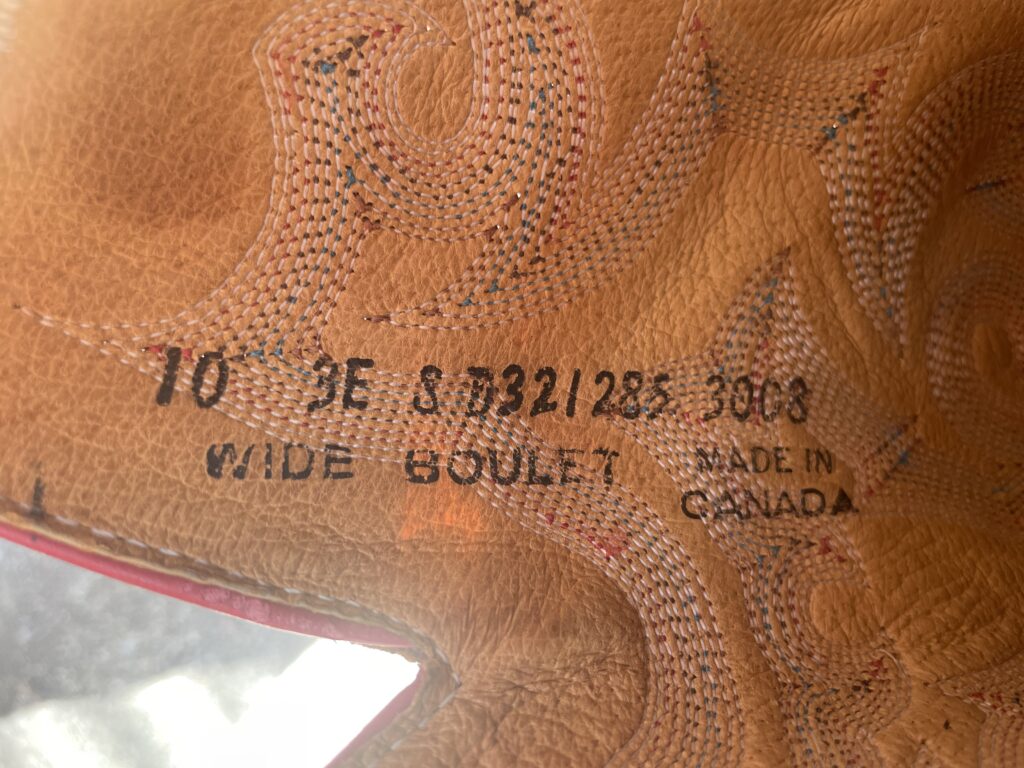 10 3E S D321285 3008
WIDE BOULET MADE IN
CANADA